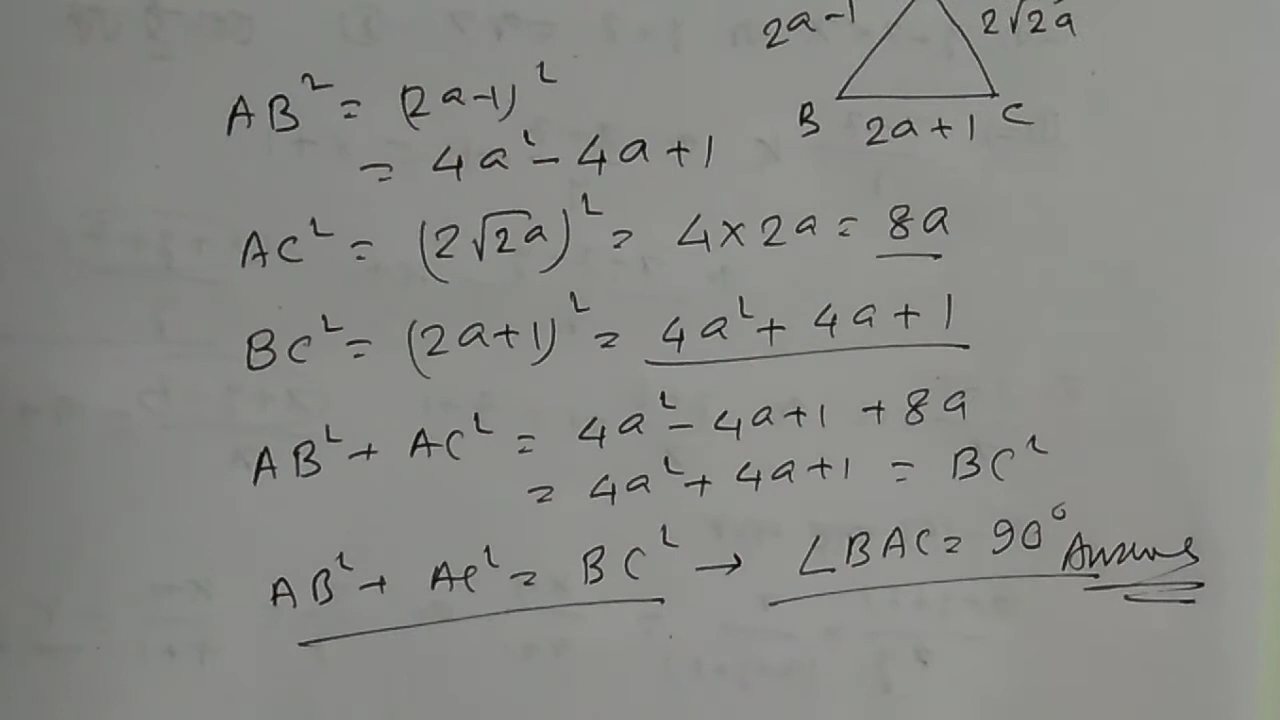 2a-1 2√2a
B 2a+1 C
AB² = (2a-1)²
= 4a² - 4a + 1
AC² = (2√2a)² = 4×2a = 8a
BC² = (2a+1)² = 4a² + 4a + 1
AB² + AC² = 4a² - 4a + 1 + 8a
= 4a² + 4a + 1 = BC²
AB² + AC² = BC² → ∠BAC = 90°